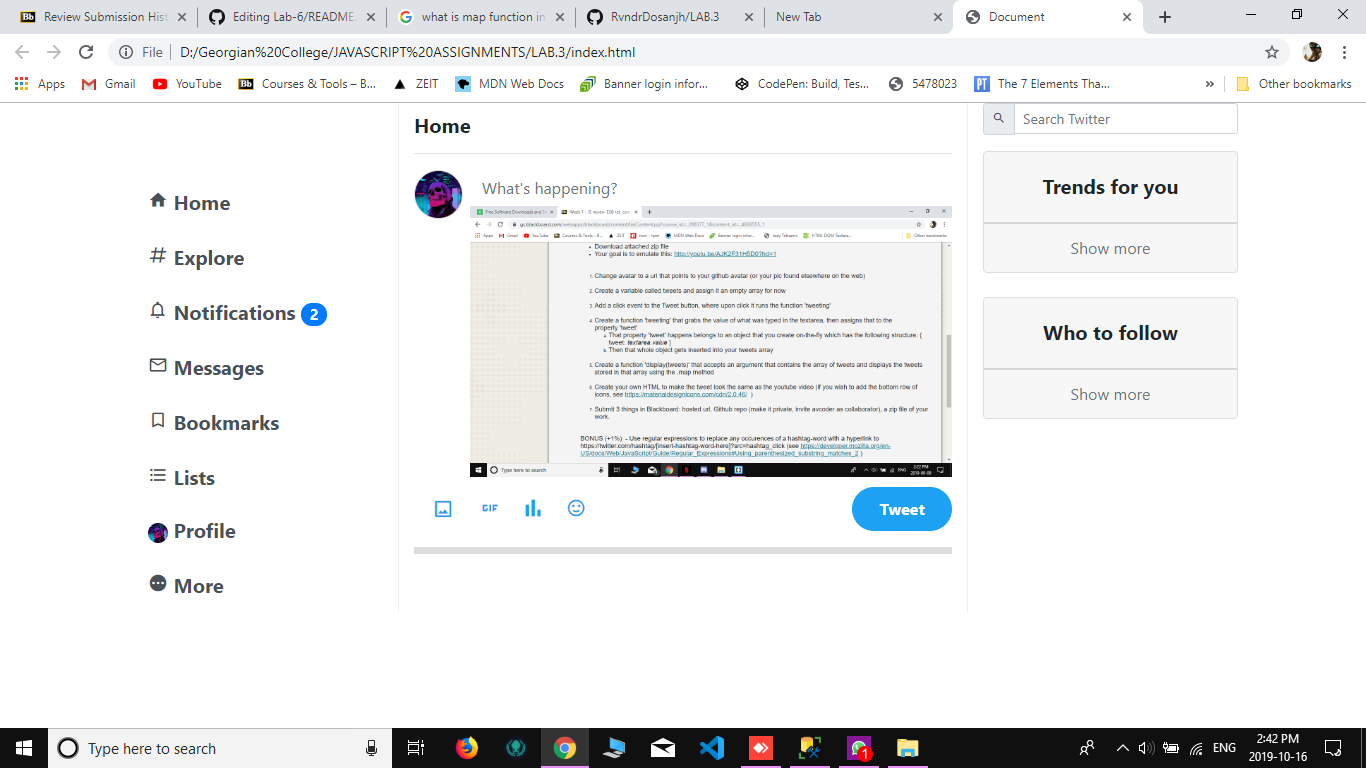 Review Submission Hist
Editing Lab-6/README.
what is map function in
RvndrDosanjh/LAB.3
New Tab
Document
File
D:/Georgian%20College/JAVASCRIPT%20ASSIGNMENTS/LAB.3/index.html
Apps
Gmail
YouTube
Bb
Courses & Tools – B...
ZEIT
MDN Web Docs
Banner login infor...
CodePen: Build, Tes...
5478023
PT
The 7 Elements Tha...
»
Other bookmarks
Home
Explore
Notifications 2
Messages
Bookmarks
Lists
Profile
More
Home
What's happening?
Download attached zip file
Your goal is to emulate this:
1. Change avatar to a url that points to your github avatar (or your pic found elsewhere on the web)
2. Create a variable called tweets and assign it an empty array for now
3. Add a click event to the Tweet button, where upon click it runs the function 'tweeting'
4. Create a function 'tweeting' that grabs the value of what was typed in the textarea, then assigns that to the
property 'tweet'
a. That property 'tweet' happens belongs to an object that you create on-the-fly which has the following structure: {
tweet: textarea value }
b. Then that whole object gets inserted into your tweets array
5. Create a function 'display(tweets)' that accepts an argument that contains the array of tweets and displays the tweets
stored in that array using the .map method
6. Create your own HTML to make the tweet look the same as the youtube video (if you wish to add the bottom row of
icons, see https://materialdesignicons.com/cdn/2.0.46/ )
7. Submit 3 things in Blackboard: hosted url, Github repo (make it private, invite avcoder as collaborator), a zip file of your
work.
BONUS (+1%) - Use regular expressions to replace any occurences of a hashtag-word with a hyperlink to
https://twitter.com/hashtag/[insert-hashtag-word-here]?src=hashtag_click (see https://developer.mozilla.org/en-
US/docs/Web/JavaScript/Guide/Regular_Expressions#Using_parenthesized_substring_matches_2 )
Type here to search
GIF
Tweet
Search Twitter
Trends for you
Show more
Who to follow
Show more
Type here to search
1
ENG
2:42 PM
2019-10-16